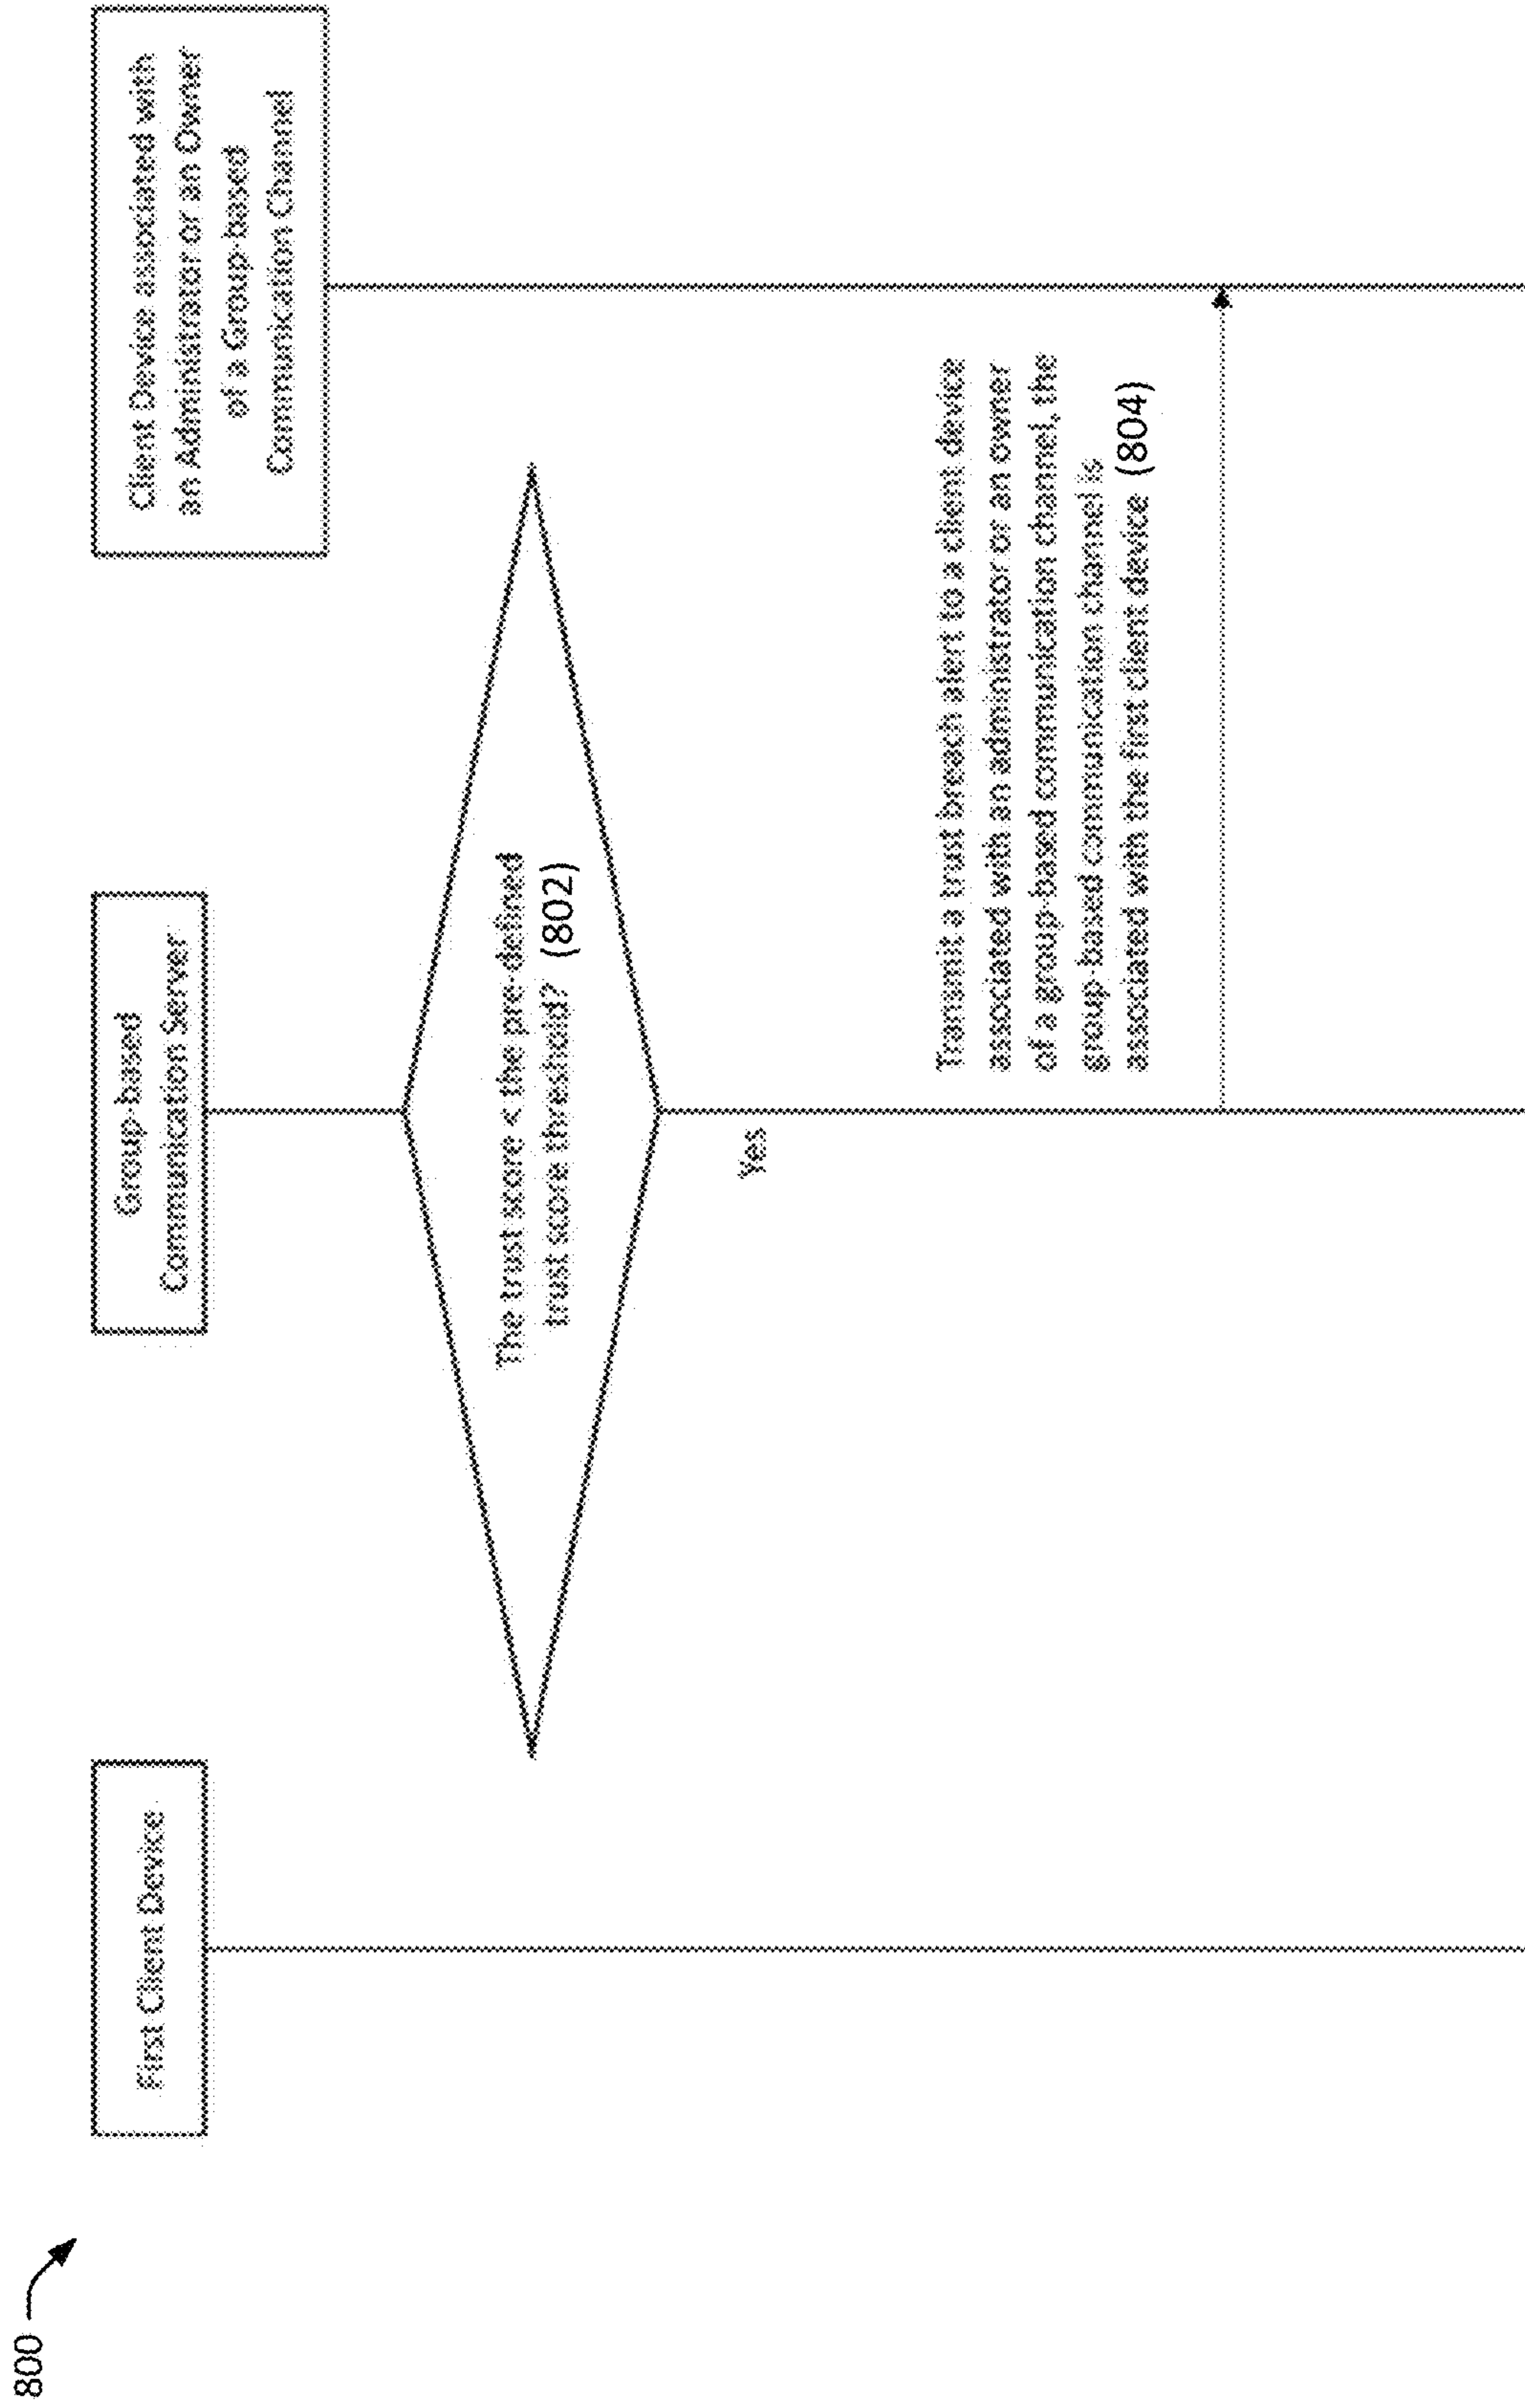 800
First Client Device
Group-based
Communication Server
Client Device associated with
an Administrator or an Owner
of a Group-based
Communication Channel
The trust score < the pre-defined
trust score threshold? (802)
Yes
Transmit a trust breach alert to a client device
associated with an administrator or an owner
of a group-based communication channel, the
group-based communication channel is
associated with the first client device (804)